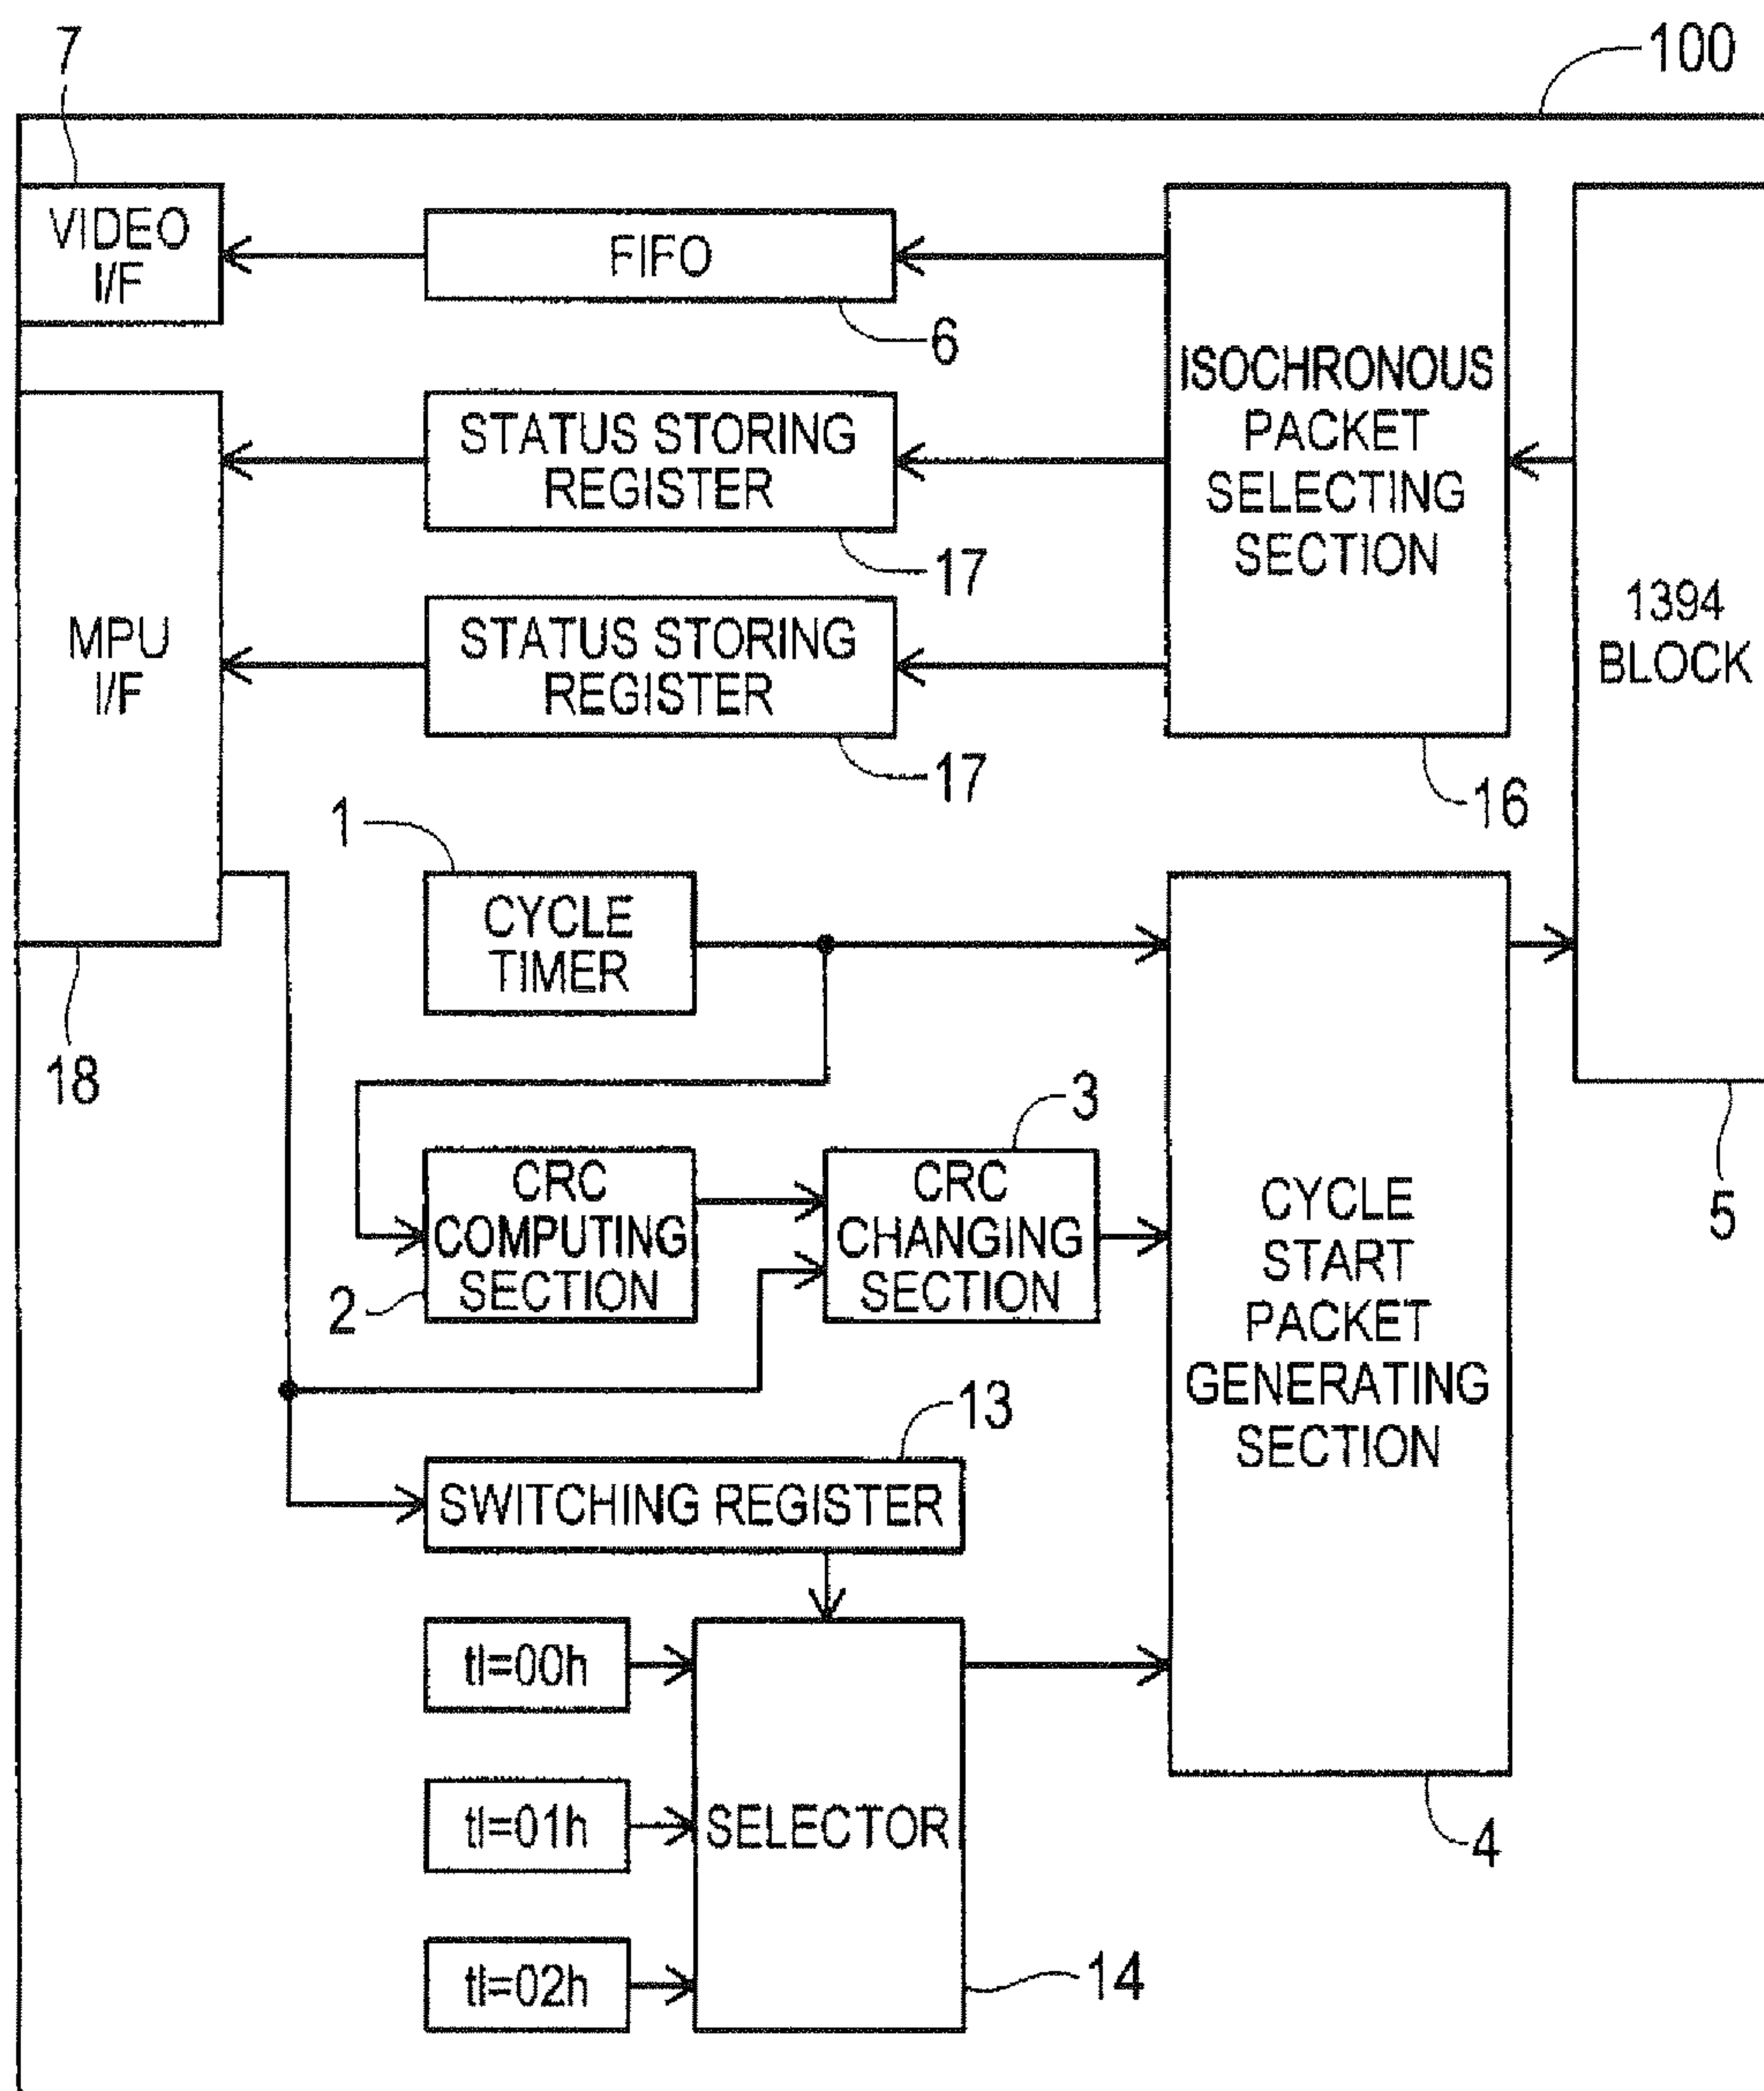 100
7
VIDEO
I/F
FIFO
6
ISOCHRONOUS
PACKET
SELECTING
SECTION
16
STATUS STORING
REGISTER
17
STATUS STORING
REGISTER
17
MPU
I/F
18
1394
BLOCK
5
1
CYCLE
TIMER
CRC
COMPUTING
SECTION
2
3
CRC
CHANGING
SECTION
CYCLE
START
PACKET
GENERATING
SECTION
4
13
SWITCHING REGISTER
tl=00h
tl=01h
tl=02h
SELECTOR
14